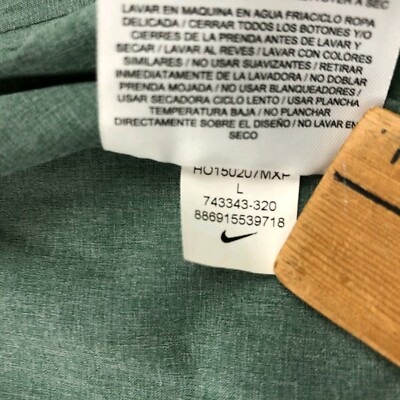 LAVAR EN MAQUINA EN AGUA FRIA/CICLO ROPA
DELICADA / CERRAR TODOS LOS BOTONES Y/O
CIERRES DE LA PRENDA ANTES DE LAVAR Y
SECAR / LAVAR AL REVES / LAVAR CON COLORES
SIMILARES / NO USAR SUAVIZANTES / RETIRAR
INMEDIATAMENTE DE LA LAVADORA / NO DOBLAR
PRENDA MOJADA / NO USAR BLANQUEADORES /
USAR SECADORA CICLO LENTO / USAR PLANCHA
TEMPERATURA BAJA / NO PLANCHAR
DIRECTAMENTE SOBRE EL DISEÑO / NO LAVAR EN
SECO
HO150207MXP
L
743343-320
886915539718